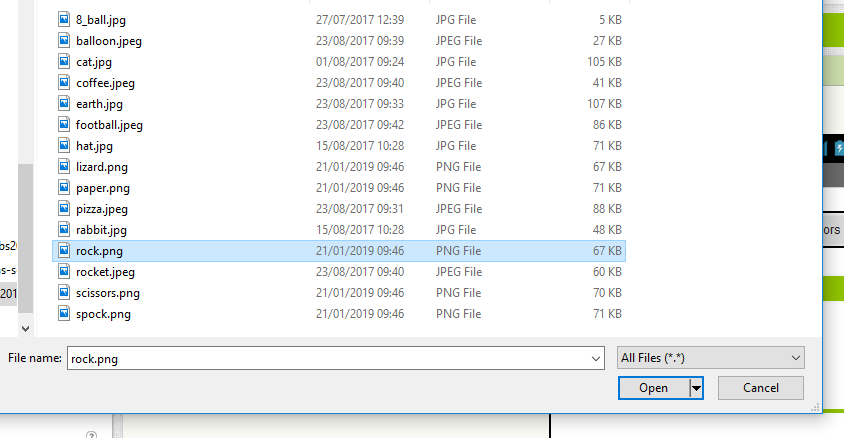 8_ball.jpg 27/07/2017 12:39 JPG File 5 KB
balloon.jpeg 23/08/2017 09:39 JPEG File 27 KB
cat.jpg 01/08/2017 09:24 JPG File 105 KB
coffee.jpeg 23/08/2017 09:40 JPEG File 41 KB
earth.jpg 23/08/2017 09:33 JPG File 107 KB
football.jpeg 23/08/2017 09:42 JPEG File 86 KB
hat.jpg 15/08/2017 10:28 JPG File 71 KB
lizard.png 21/01/2019 09:46 PNG File 67 KB
paper.png 21/01/2019 09:46 PNG File 71 KB
pizza.jpeg 23/08/2017 09:31 JPEG File 88 KB
rabbit.jpg 15/08/2017 10:28 JPG File 48 KB
ors
bs20
rock.png 21/01/2019 09:46 PNG File 67 KB
as-s
rocket.jpeg 23/08/2017 09:40 JPEG File 60 KB
201
scissors.png 21/01/2019 09:46 PNG File 70 KB
spock.png 21/01/2019 09:46 PNG File 71 KB
File name: rock.png All Files (*.*)
Open Cancel
?